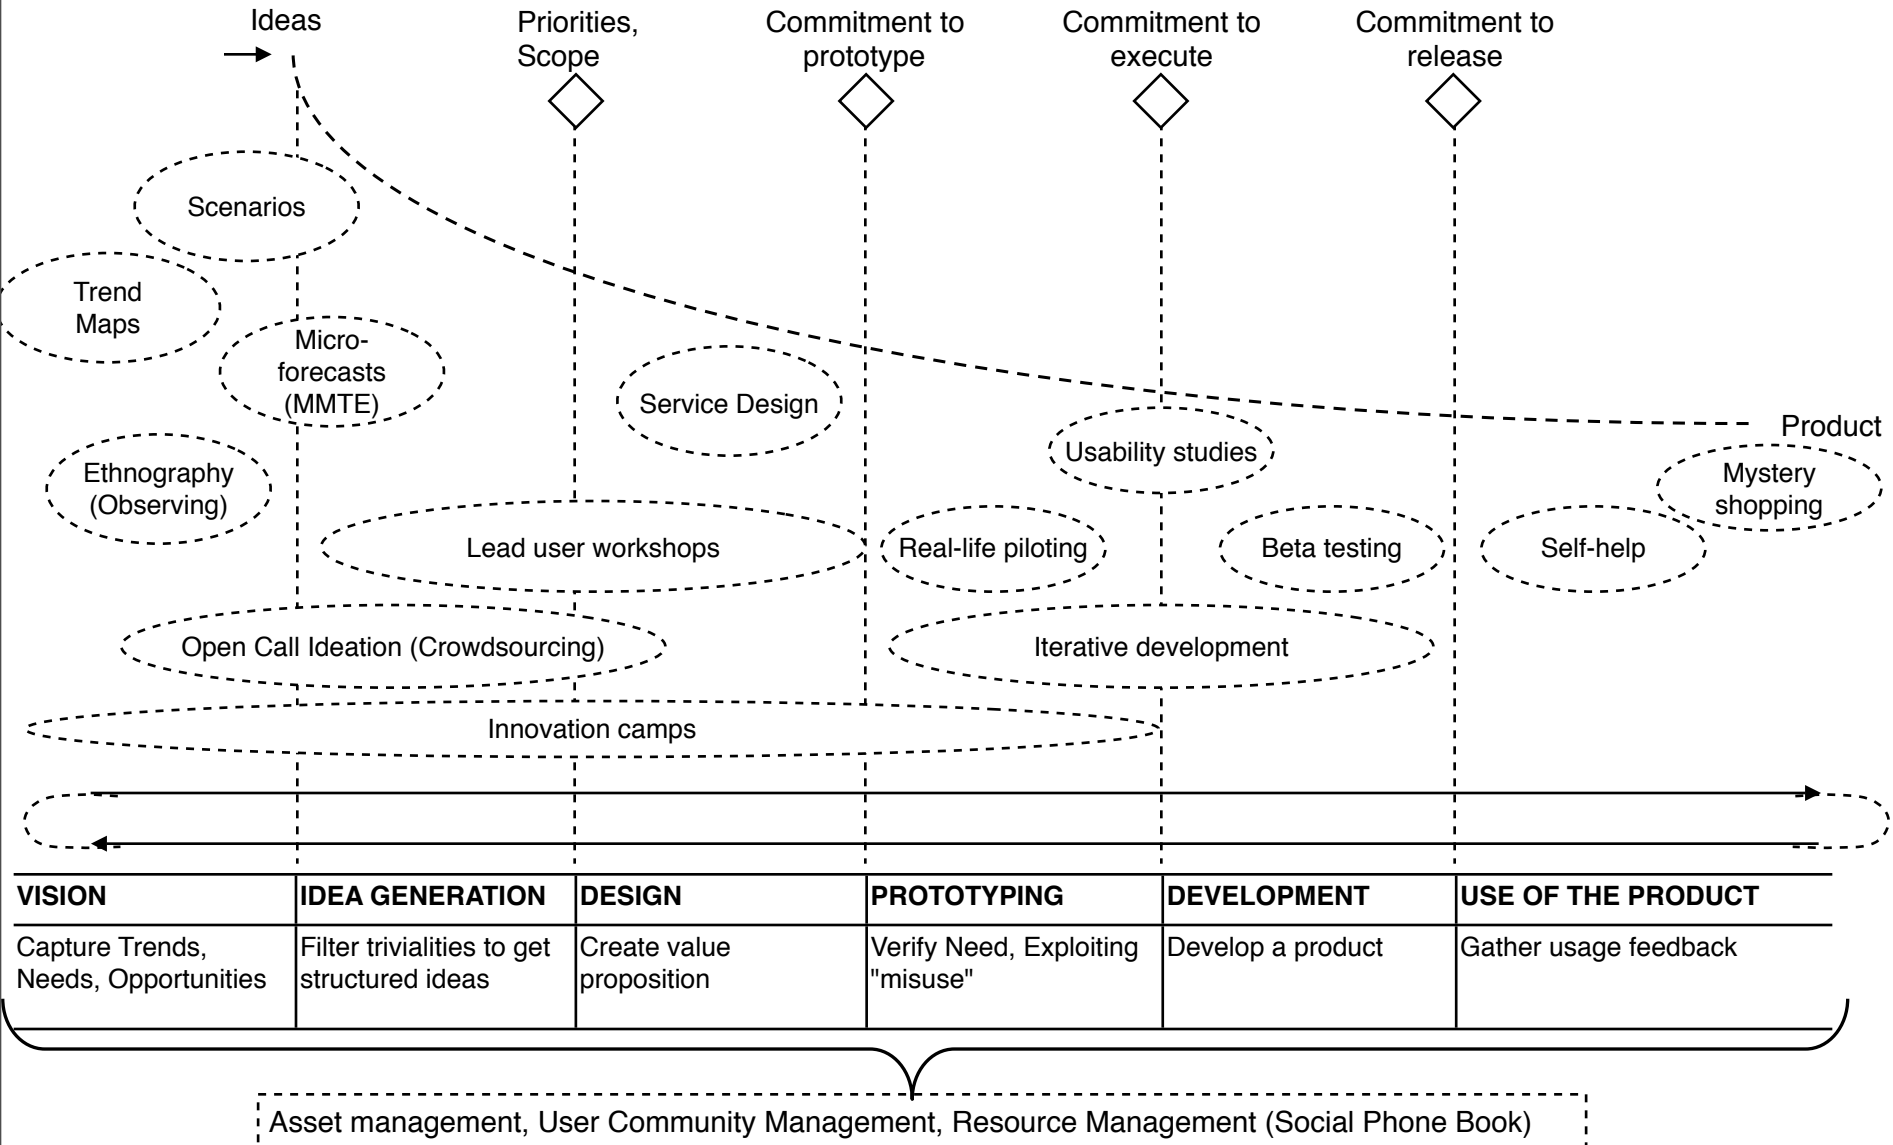 Ideas
Priorities,
Scope
Commitment to
prototype
Commitment to
execute
Commitment to
release
Scenarios
Trend
Maps
Micro-
forecasts
(MMTE)
Service Design
Product
Usability studies
Ethnography
(Observing)
Mystery
shopping
Lead user workshops
Real-life piloting
Beta testing
Self-help
Open Call Ideation (Crowdsourcing)
Iterative development
Innovation camps
VISION
IDEA GENERATION
DESIGN
PROTOTYPING
DEVELOPMENT
USE OF THE PRODUCT
Capture Trends,
Needs, Opportunities
Filter trivialities to get
structured ideas
Create value
proposition
Verify Need, Exploiting
"misuse"
Develop a product
Gather usage feedback
Asset management, User Community Management, Resource Management (Social Phone Book)